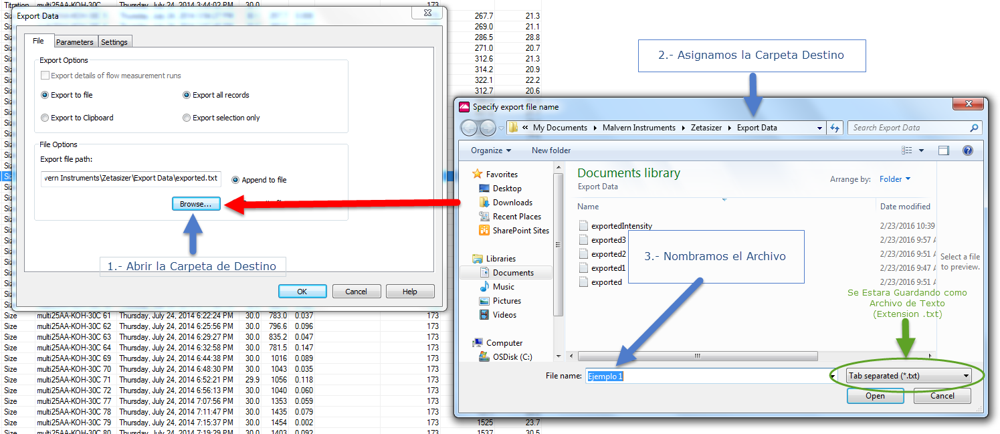 Titration multi25AA-KOH-30C Thursday, July 24, 2014 3:44:02 PM 30.0 173
Export Data
File Parameters Settings
Export Options
Export details of flow measurement runs
Export to file Export all records
Export to Clipboard Export selection only
File Options
Export file path:
vern Instruments\Zetasizer\Export Data\exported.txt Append to file
Browse...
1.- Abrir la Carpeta de Destino
OK Cancel Help
267.7 21.3
269.0 21.1
286.5 28.8
271.0 20.7
312.6 21.3
314.2 20.9
322.1 22.2
312.7 20.6
2.- Asignamos la Carpeta Destino
Specify export file name
« My Documents Malvern Instruments Zetasizer Export Data Search Export Data
Organize New folder
Favorites
Desktop
Downloads
Recent Places
SharePoint Sites
Libraries
Documents
Music
Pictures
Videos
Computer
OSDisk (C:)
Documents library
Export Data
Arrange by: Folder
Name Date modified
exportedIntensity 2/23/2016 10:39
exported3 2/23/2016 9:57 A
exported2 2/23/2016 9:51 A
exported1 2/23/2016 9:47 A
exported 2/23/2016 9:51 A
Select a file
to preview.
3.- Nombramos el Archivo
Se Estara Guardando como
Archivo de Texto
(Extension .txt)
File name: Ejemplo 1 Tab separated (*.txt)
Open Cancel
Size multi25AA-KOH-30C 61 Thursday, July 24, 2014 6:22:24 PM 30.0 783.0 0.037 173
Size multi25AA-KOH-30C 62 Thursday, July 24, 2014 6:25:56 PM 30.0 796.6 0.096 173
Size multi25AA-KOH-30C 63 Thursday, July 24, 2014 6:29:27 PM 30.0 835.2 0.047 173
Size multi25AA-KOH-30C 64 Thursday, July 24, 2014 6:32:58 PM 30.0 781.5 0.147 173
Size multi25AA-KOH-30C 69 Thursday, July 24, 2014 6:44:38 PM 30.0 1016 0.089 173
Size multi25AA-KOH-30C 70 Thursday, July 24, 2014 6:48:30 PM 30.0 1043 0.035 173
Size multi25AA-KOH-30C 71 Thursday, July 24, 2014 6:52:21 PM 29.9 1056 0.118 173
Size multi25AA-KOH-30C 72 Thursday, July 24, 2014 6:56:13 PM 30.0 1040 0.060 173
Size multi25AA-KOH-30C 77 Thursday, July 24, 2014 7:07:56 PM 30.0 1353 0.059 173
Size multi25AA-KOH-30C 78 Thursday, July 24, 2014 7:11:47 PM 30.0 1435 0.079 173
Size multi25AA-KOH-30C 79 Thursday, July 24, 2014 7:15:37 PM 30.0 1454 0.002 173 1525 23.7
Size multi25AA-KOH-30C 80 Thursday, July 24, 2014 7:19:29 PM 30.0 1403 0.092 173 1537 30.5